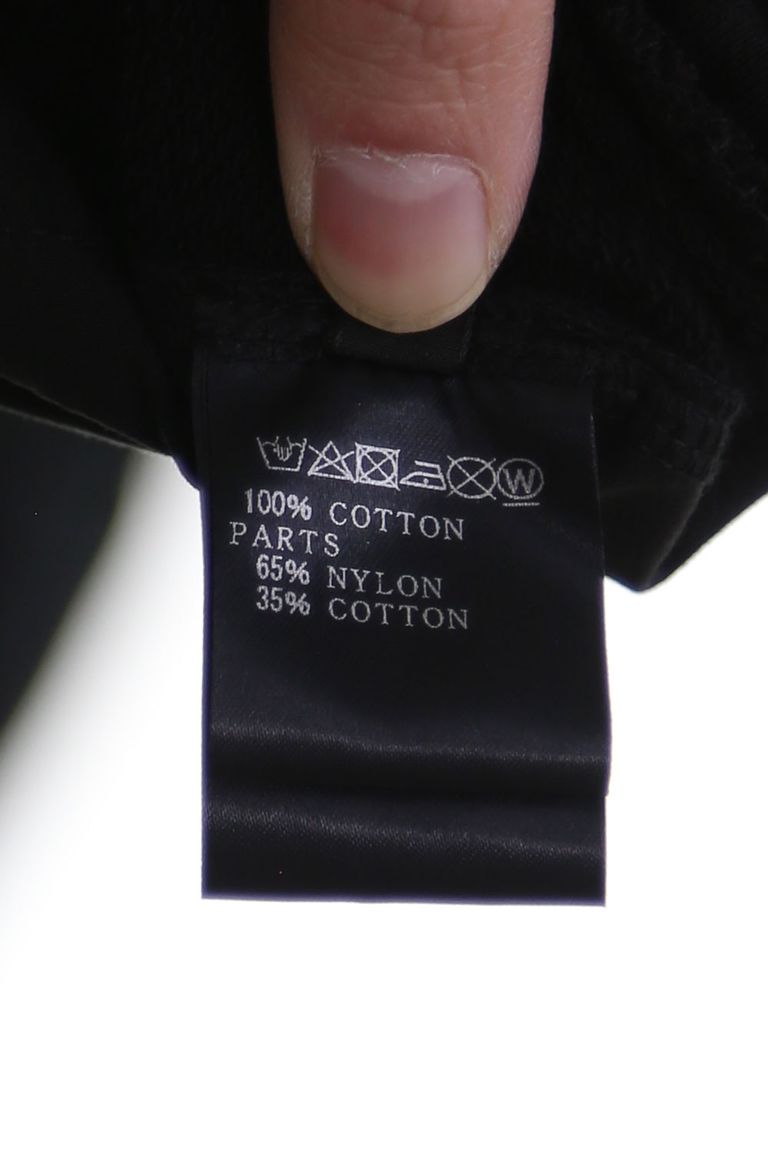 W
100% COTTON
PARTS
65% NYLON
35% COTTON